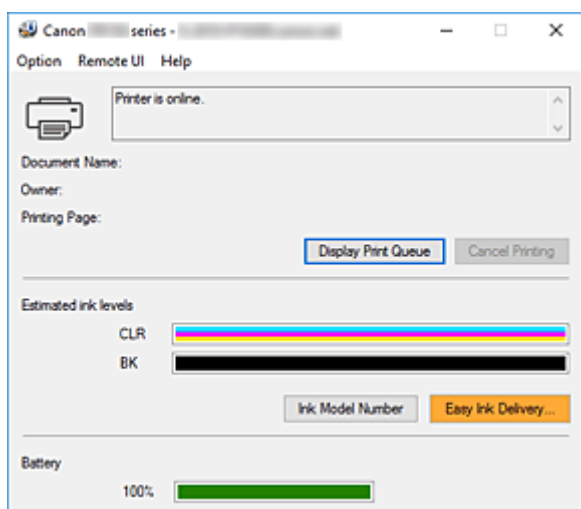 Canon series -
Option Remote UI Help
Printer is online.
Document Name:
Owner:
Printing Page:
Display Print Queue Cancel Printing
Estimated ink levels
CLR
BK
Ink Model Number Easy Ink Delivery...
Battery
100%